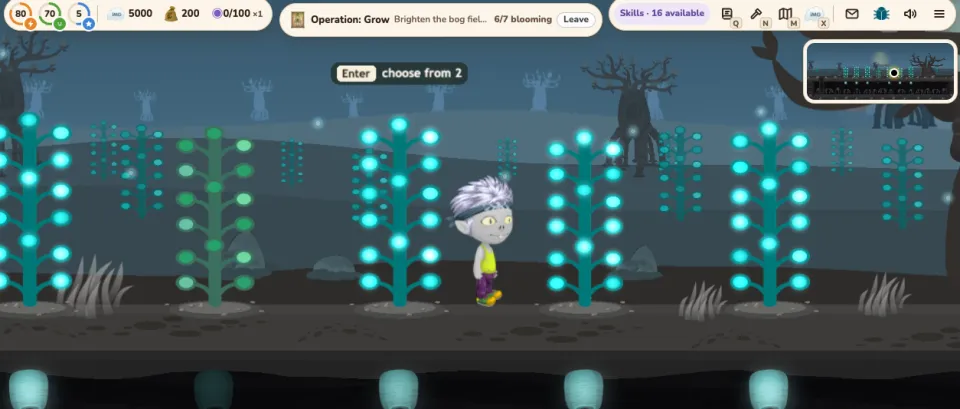 80 70 5 IMG 5000 200 0/100 ×1
Operation: Grow Brighten the bog fiel... 6/7 blooming Leave
Skills · 16 available Q N M X
Enter choose from 2